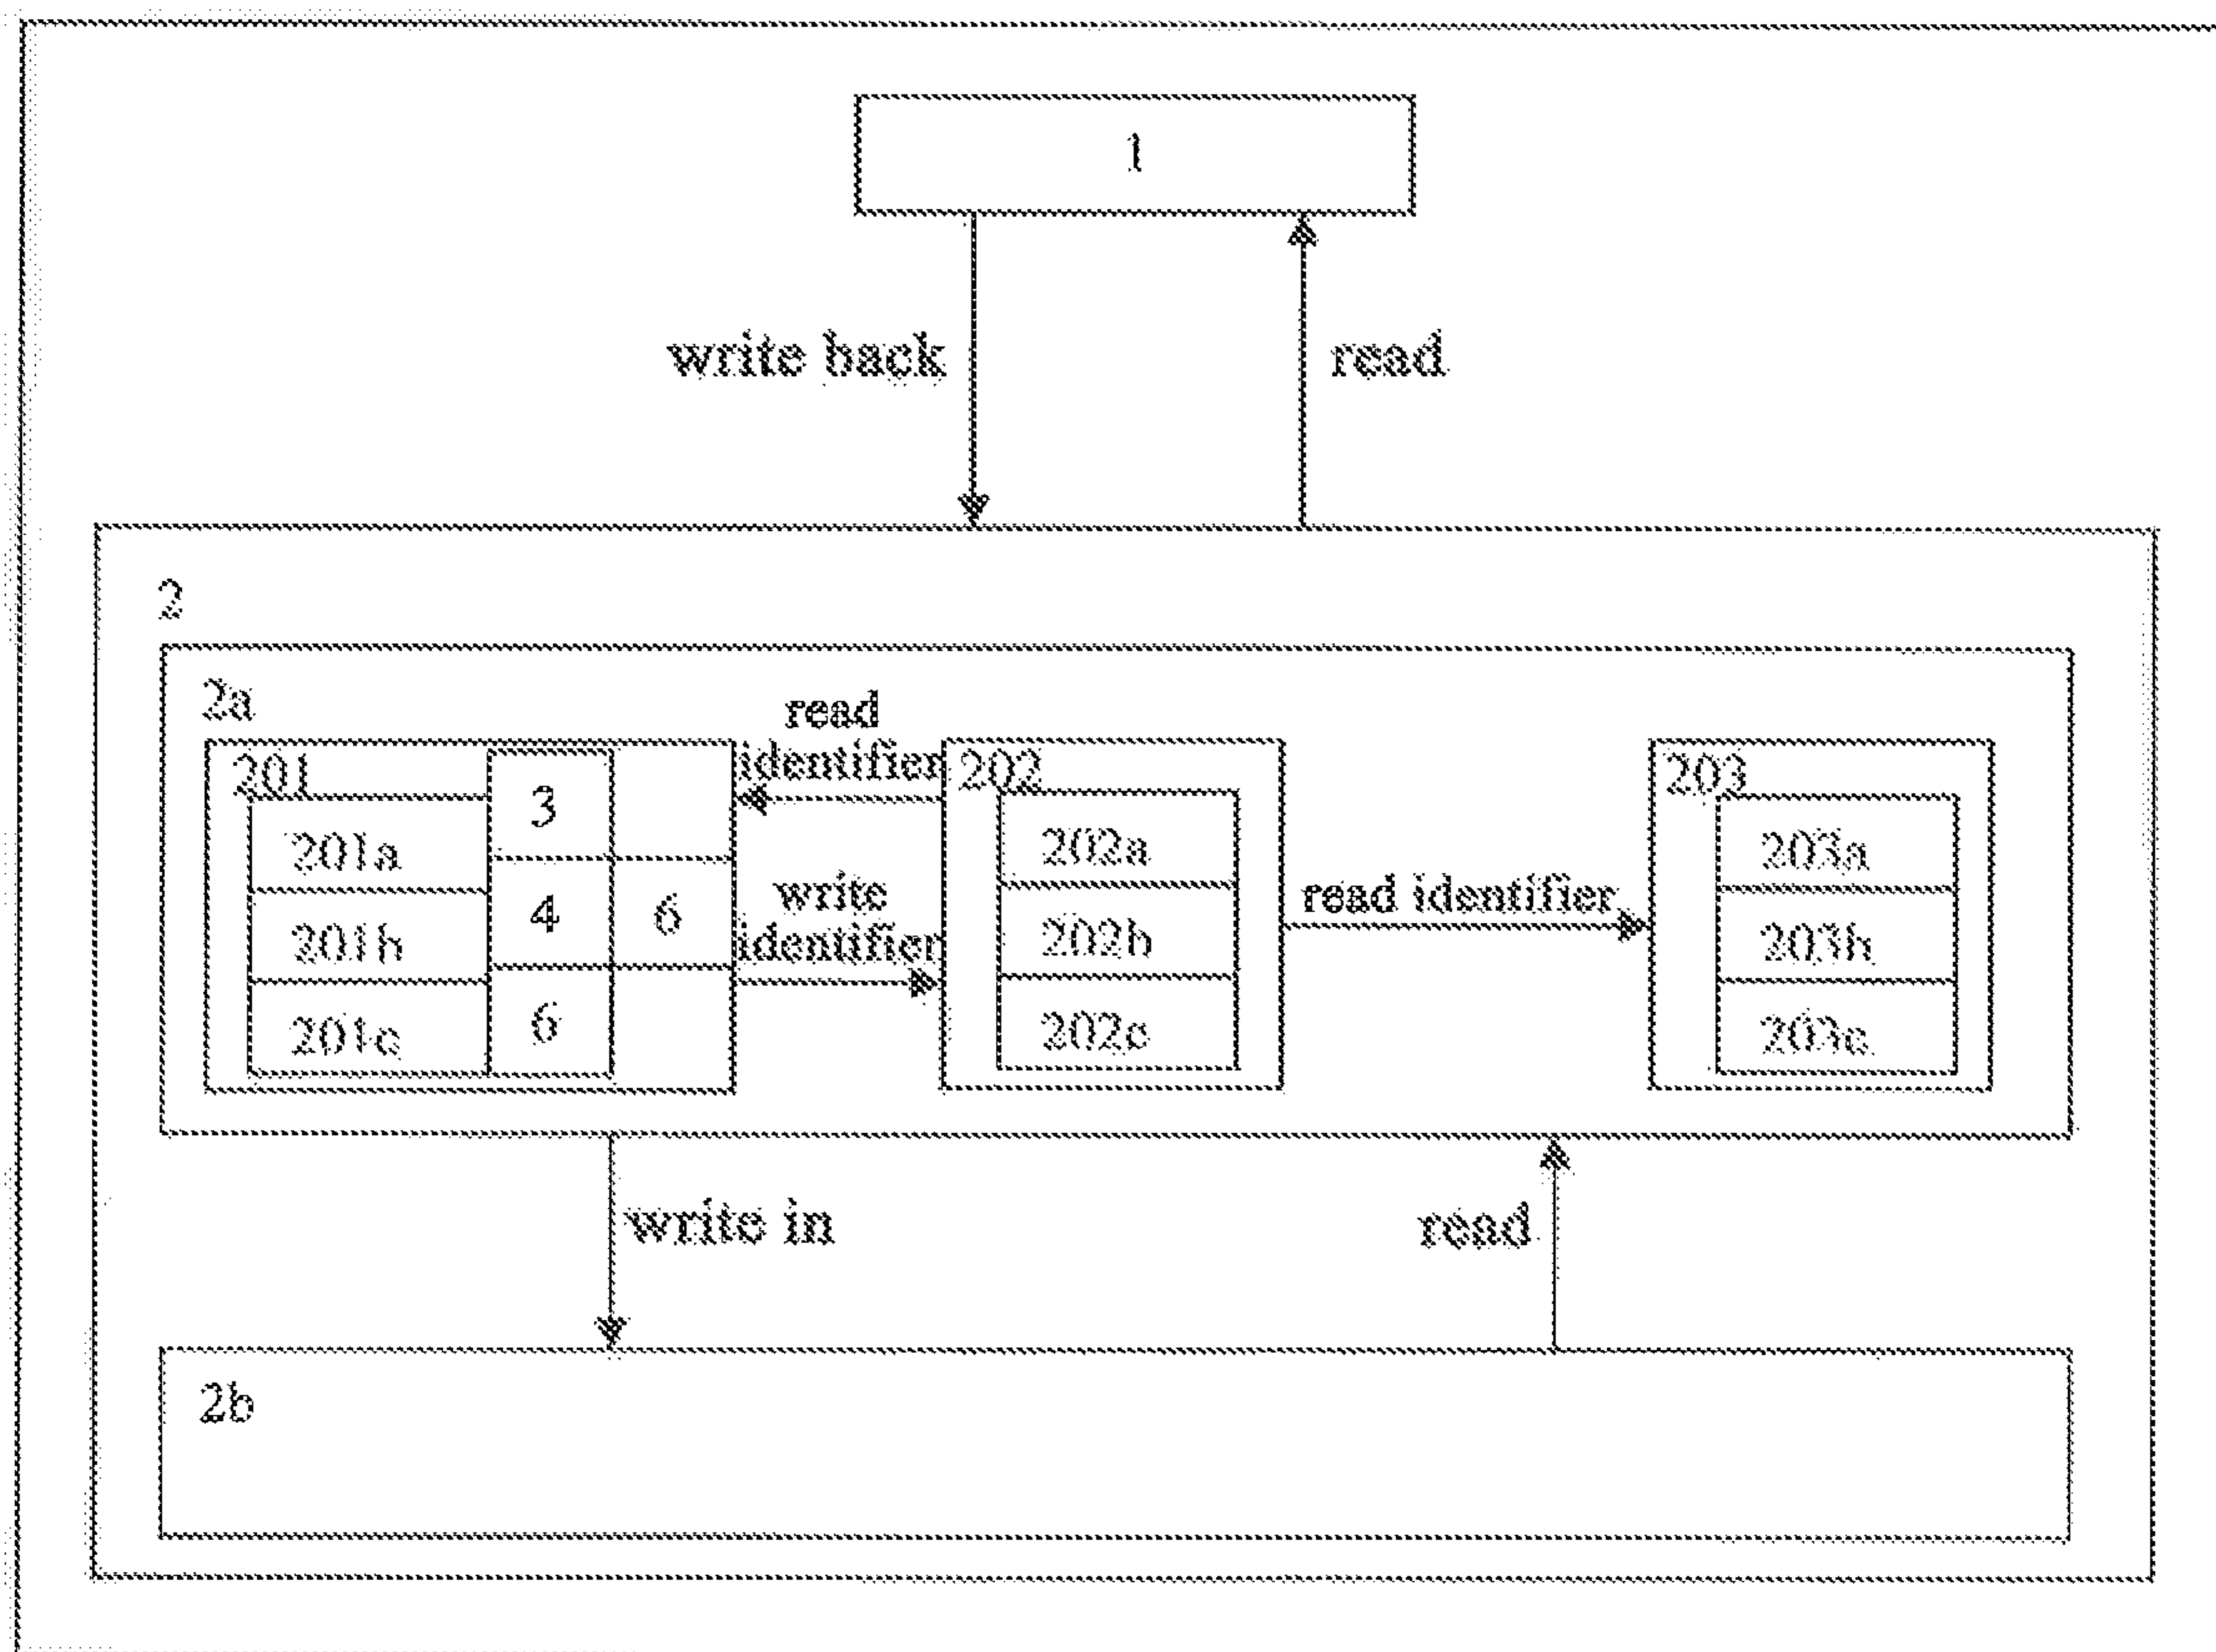 1
write back
read
2
2a
read
identifier
201
202
203
3
201a
202a
203a
4
6
write
identifier
read identifier
201b
202b
203b
201c
6
202c
203c
write in
read
2b